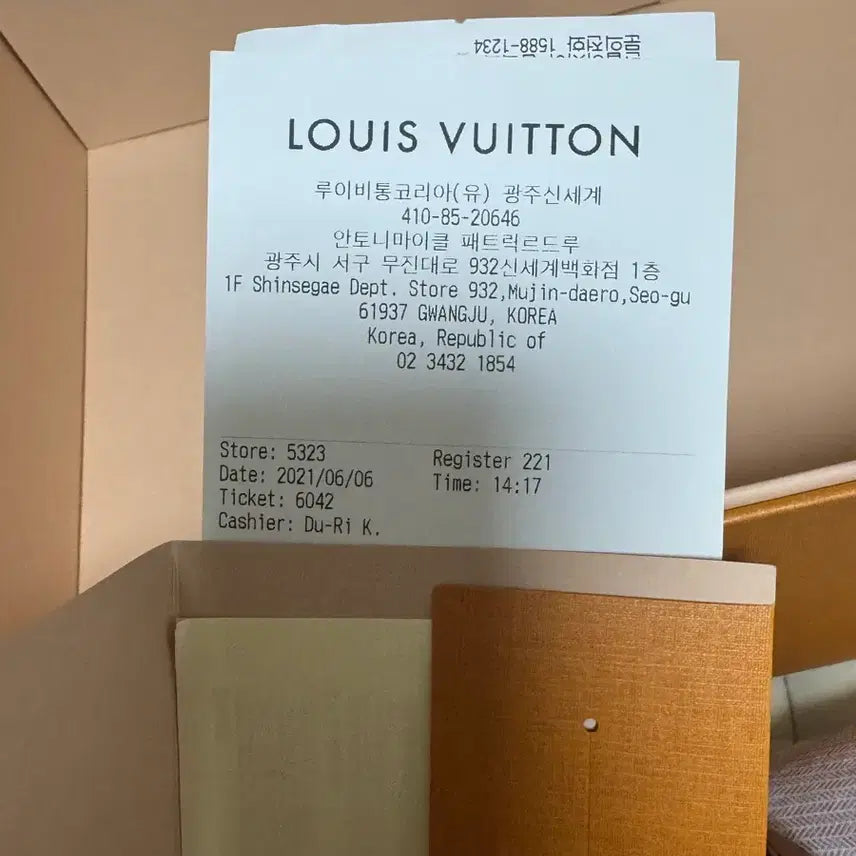 문의전화 1588-1234
LOUIS VUITTON
루이비통코리아(유) 광주신세계
410-85-20646
안토니마이클 패트릭르드루
광주시 서구 무진대로 932신세계백화점 1층
1F Shinsegae Dept. Store 932,Mujin-daero,Seo-gu
61937 GWANGJU, KOREA
Korea, Republic of
02 3432 1854
Store: 5323 Register 221
Date: 2021/06/06 Time: 14:17
Ticket: 6042
Cashier: Du-Ri K.